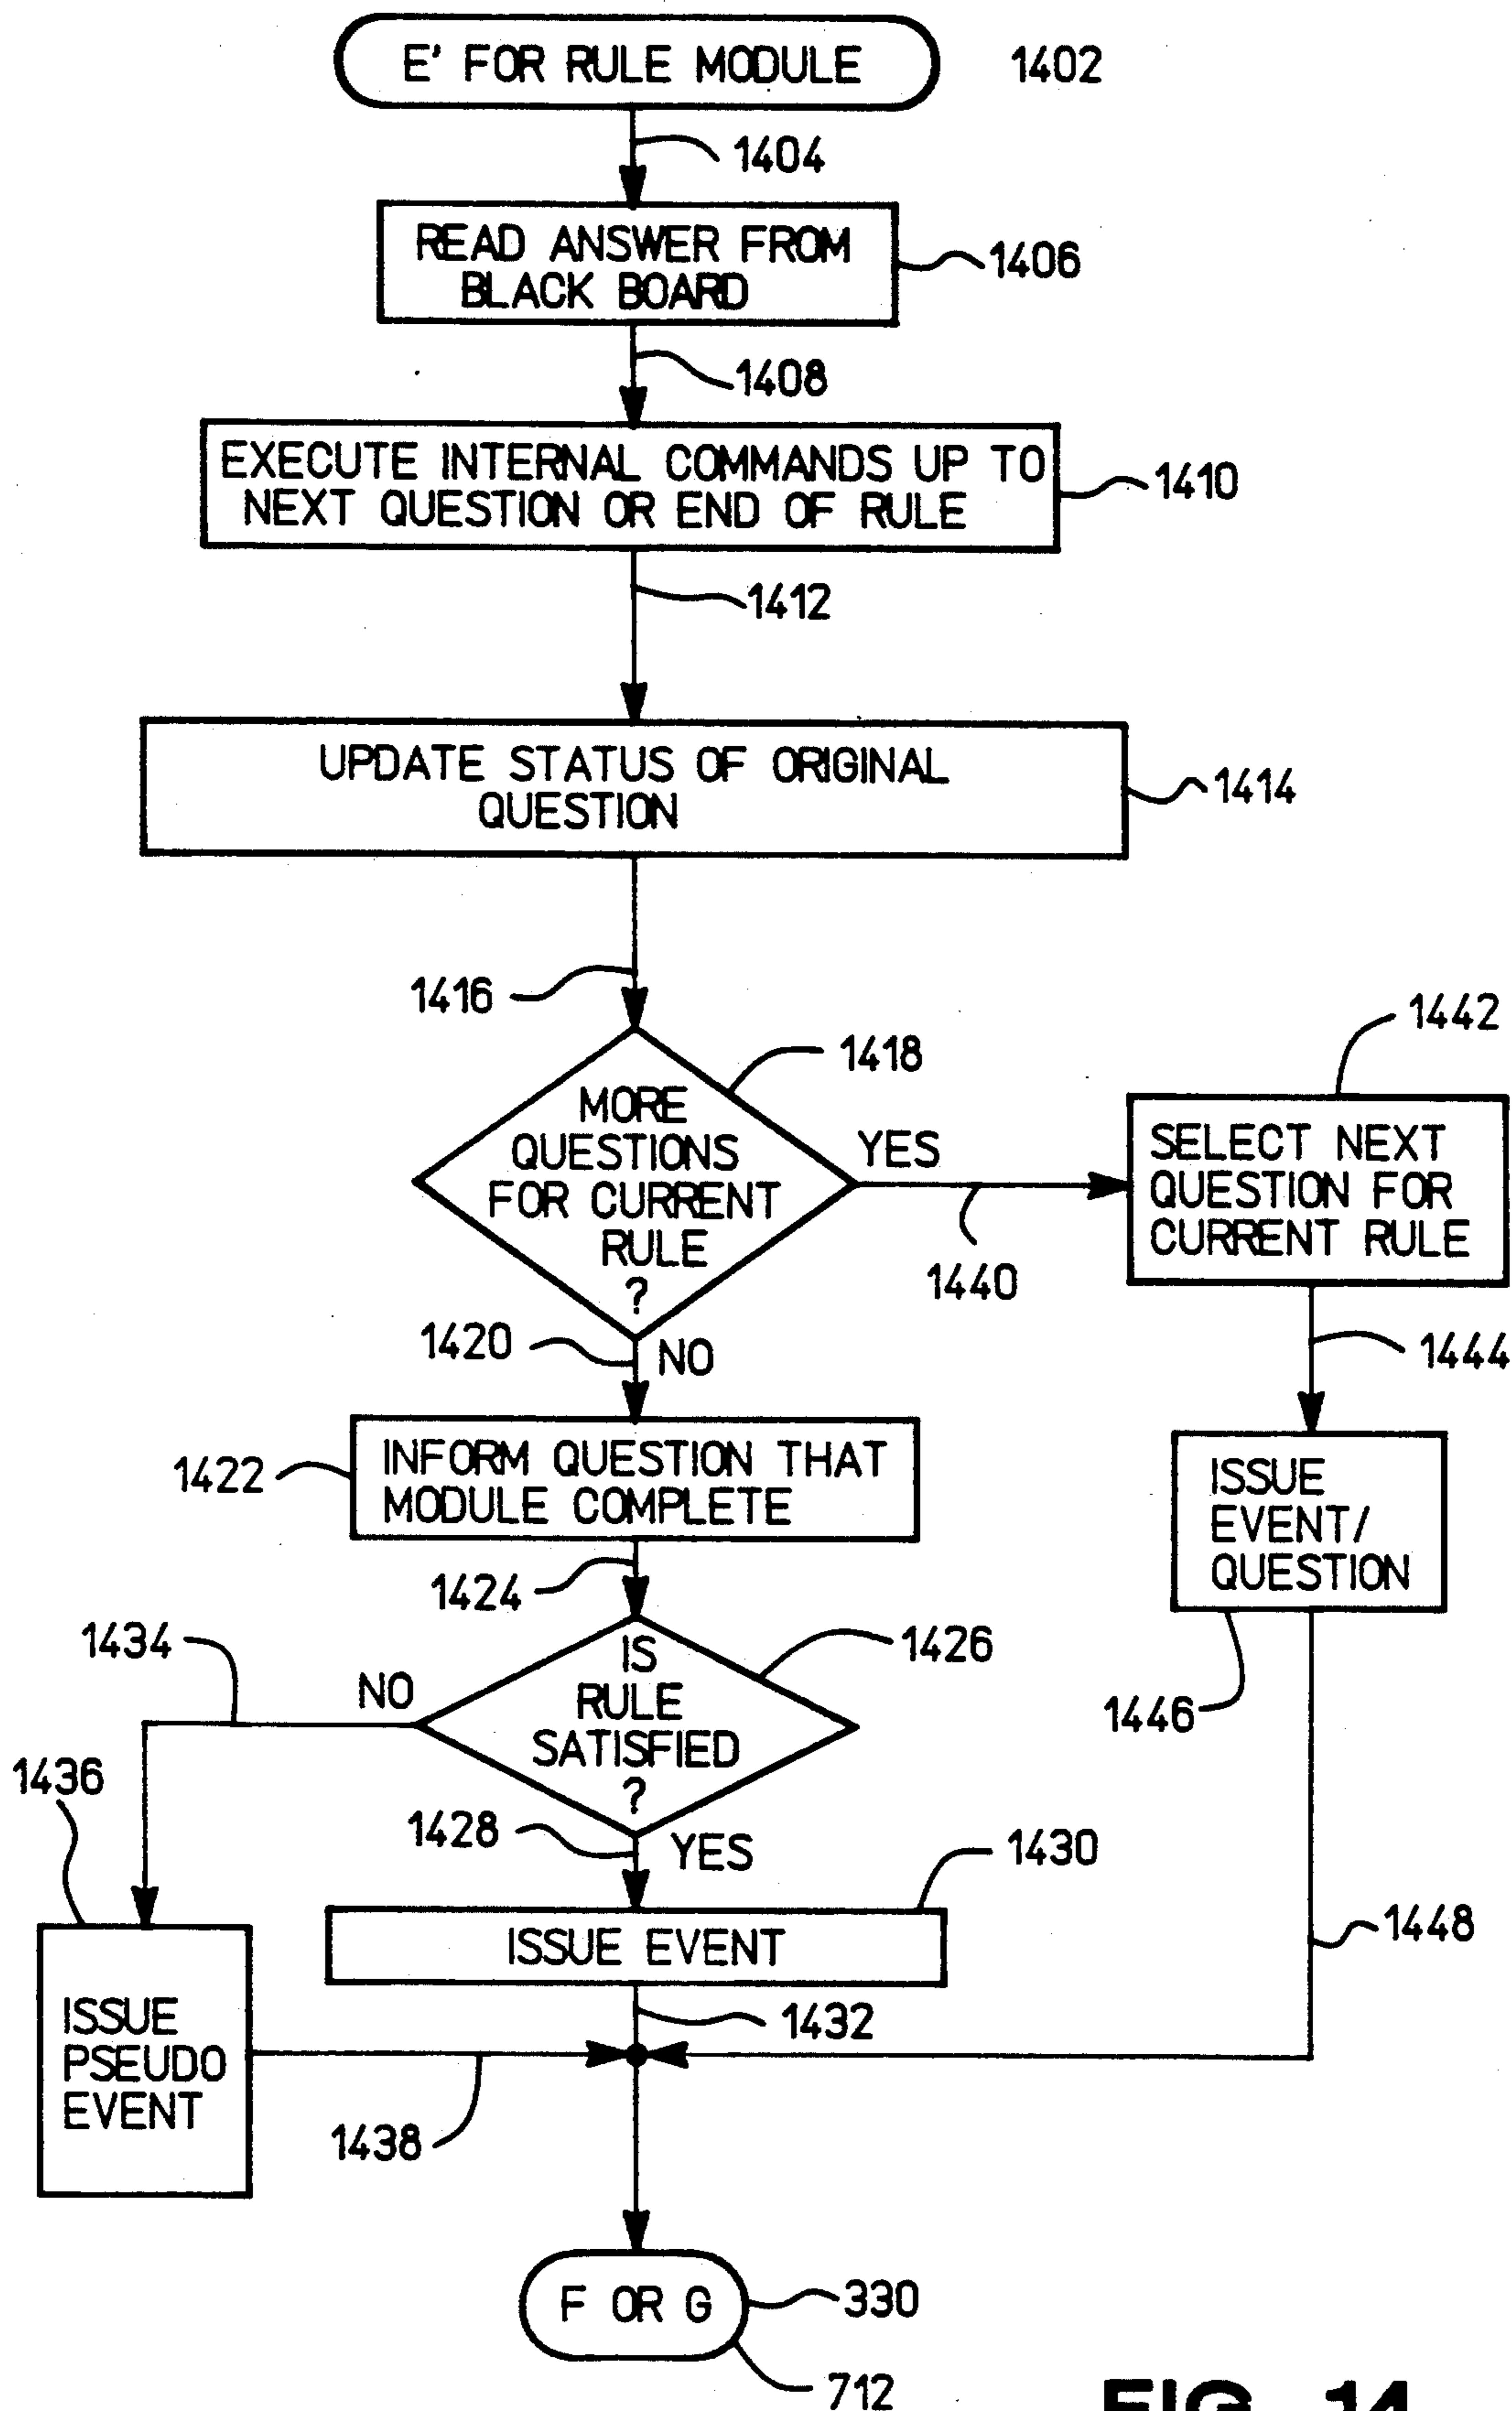 E' FOR RULE MODULE
1402
1404
READ ANSWER FROM
BLACK BOARD
1406
1408
EXECUTE INTERNAL COMMANDS UP TO
NEXT QUESTION OR END OF RULE
1410
1412
UPDATE STATUS OF ORIGINAL
QUESTION
1414
1416
1418
MORE
QUESTIONS
FOR CURRENT
RULE
?
YES
1440
1442
SELECT NEXT
QUESTION FOR
CURRENT RULE
1444
1420
NO
1422
INFORM QUESTION THAT
MODULE COMPLETE
ISSUE
EVENT/
QUESTION
1446
1424
1434
NO
IS
RULE
SATISFIED
?
1426
1436
1428
YES
1430
ISSUE EVENT
1448
ISSUE
PSEUDO
EVENT
1432
1438
F OR G
330
712
FIG. 14